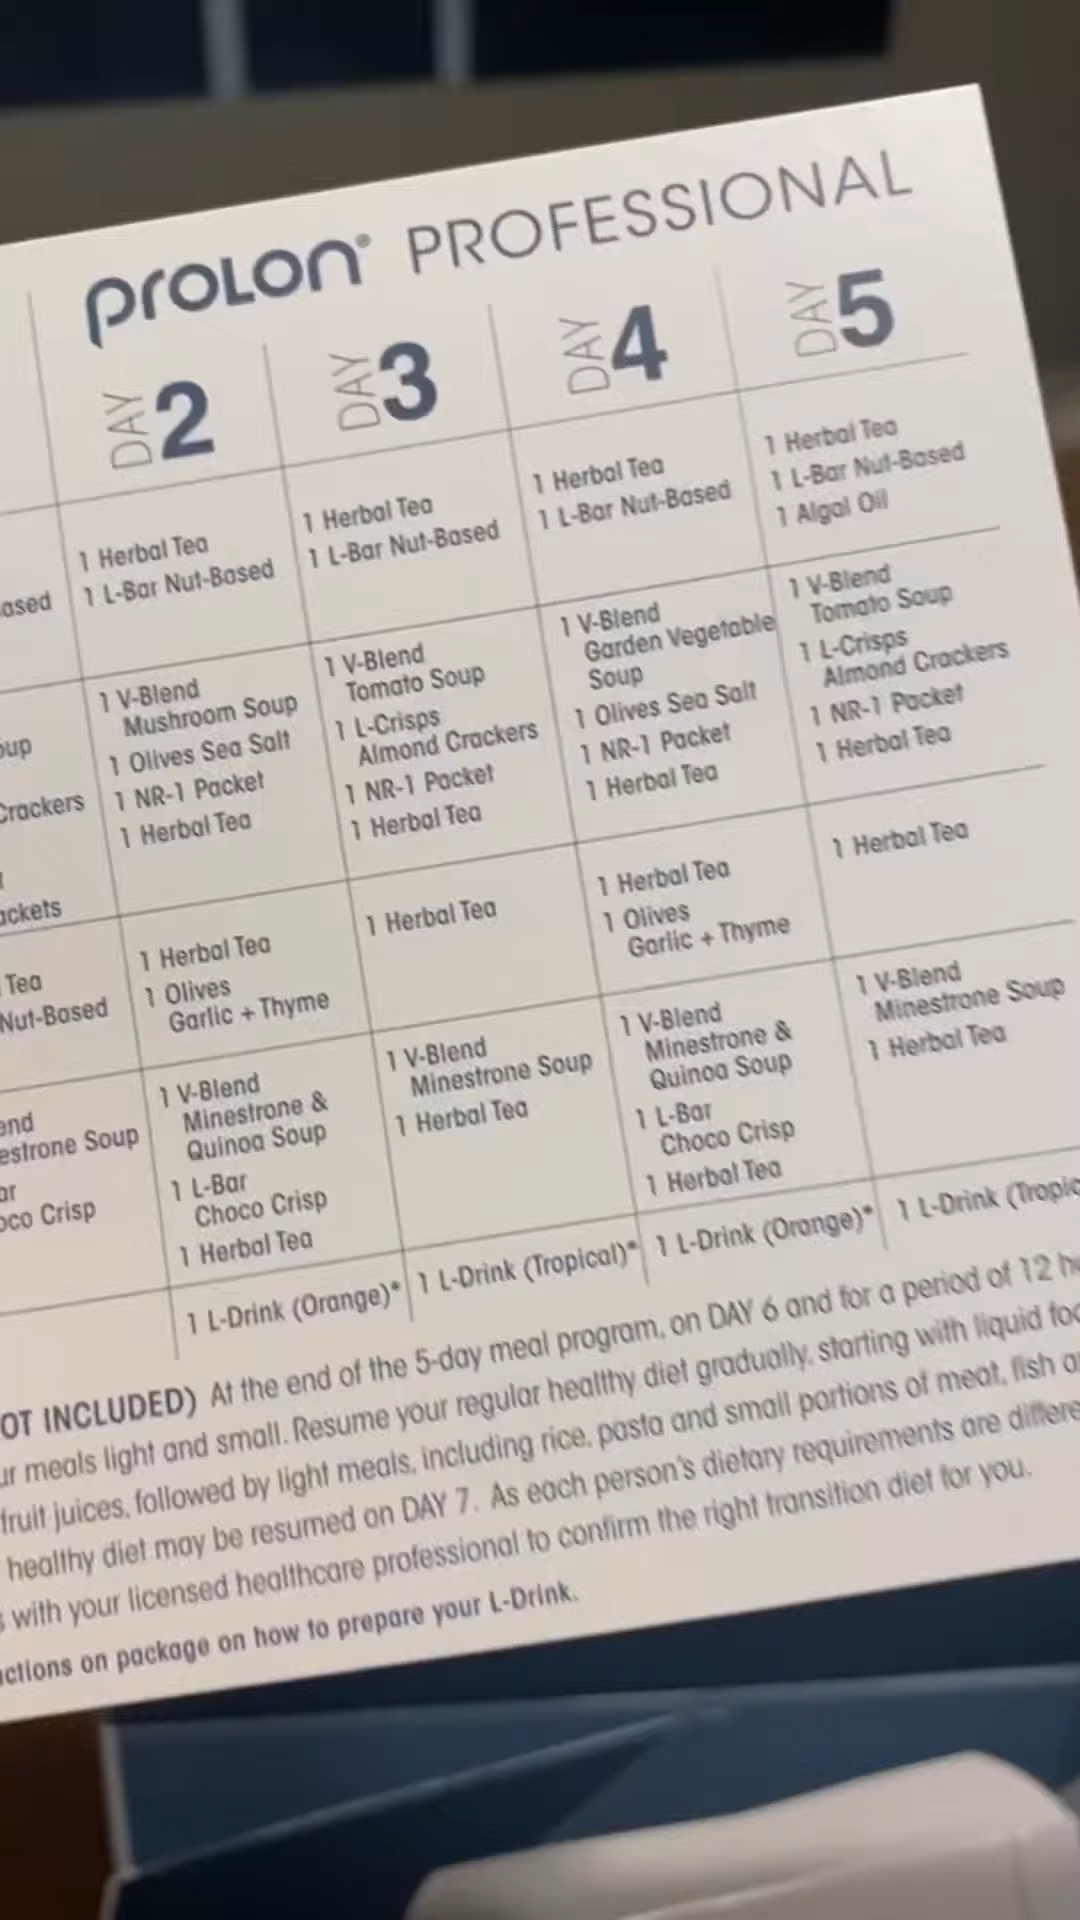 PROLON® PROFESSIONAL
DAY 2
DAY 3
DAY 4
DAY 5
ased
1 Herbal Tea
1 L-Bar Nut-Based
1 Herbal Tea
1 L-Bar Nut-Based
1 Herbal Tea
1 L-Bar Nut-Based
1 Herbal Tea
1 L-Bar Nut-Based
1 Algal Oil
oup
Crackers
ackets
1 V-Blend
Mushroom Soup
1 Olives Sea Salt
1 NR-1 Packet
1 Herbal Tea
1 V-Blend
Tomato Soup
1 L-Crisps
Almond Crackers
1 NR-1 Packet
1 Herbal Tea
1 V-Blend
Garden Vegetable
Soup
1 Olives Sea Salt
1 NR-1 Packet
1 Herbal Tea
1 V-Blend
Tomato Soup
1 L-Crisps
Almond Crackers
1 NR-1 Packet
1 Herbal Tea
Tea
Nut-Based
1 Herbal Tea
1 Olives
Garlic + Thyme
1 Herbal Tea
1 Herbal Tea
1 Olives
Garlic + Thyme
1 Herbal Tea
end
estrone Soup
ar
oco Crisp
1 V-Blend
Minestrone &
Quinoa Soup
1 L-Bar
Choco Crisp
1 Herbal Tea
1 V-Blend
Minestrone Soup
1 Herbal Tea
1 V-Blend
Minestrone &
Quinoa Soup
1 L-Bar
Choco Crisp
1 Herbal Tea
1 V-Blend
Minestrone Soup
1 Herbal Tea
1 L-Drink (Orange)*
1 L-Drink (Tropical)*
1 L-Drink (Orange)*
1 L-Drink (Tropic
OT INCLUDED) At the end of the 5-day meal program, on DAY 6 and for a period of 12 h
ur meals light and small. Resume your regular healthy diet gradually, starting with liquid foo
fruit juices, followed by light meals, including rice, pasta and small portions of meat, fish a
healthy diet may be resumed on DAY 7. As each person's dietary requirements are differe
s with your licensed healthcare professional to confirm the right transition diet for you.
uctions on package on how to prepare your L-Drink.